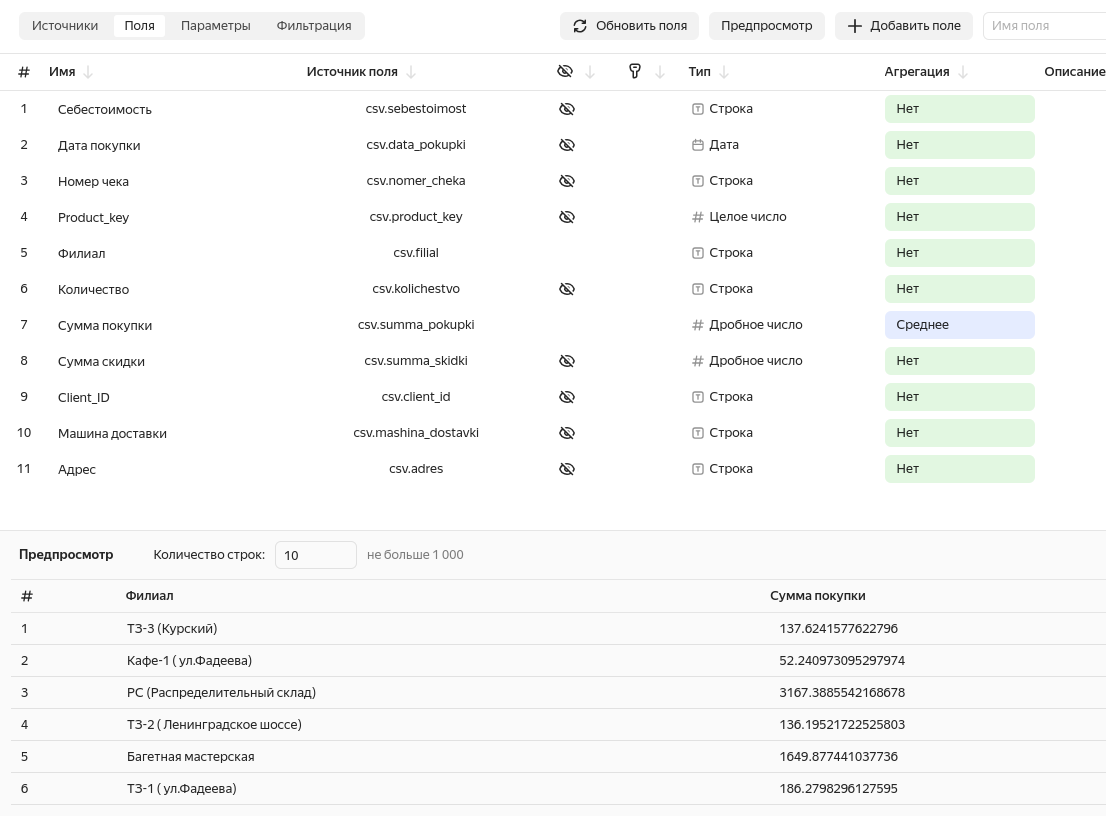 Источники Поля Параметры Фильтрация Обновить поля Предпросмотр Добавить поле Имя поля
# Имя Источник поля Тип Агрегация Описание
1 Себестоимость csv.sebestoimost Строка Нет
2 Дата покупки csv.data_pokupki Дата Нет
3 Номер чека csv.nomer_cheka Строка Нет
4 Product_key csv.product_key # Целое число Нет
5 Филиал csv.filial Строка Нет
6 Количество csv.kolichestvo Строка Нет
7 Сумма покупки csv.summa_pokupki # Дробное число Среднее
8 Сумма скидки csv.summa_skidki # Дробное число Нет
9 Client_ID csv.client_id Строка Нет
10 Машина доставки csv.mashina_dostavki Строка Нет
11 Адрес csv.adres Строка Нет
Предпросмотр Количество строк: 10 не больше 1 000
# Филиал Сумма покупки
1 ТЗ-3 (Курский) 137.6241577622796
2 Кафе-1 ( ул.Фадеева) 52.240973095297974
3 РС (Распределительный склад) 3167.3885542168678
4 ТЗ-2 ( Ленинградское шоссе) 136.19521722525803
5 Багетная мастерская 1649.877441037736
6 ТЗ-1 ( ул.Фадеева) 186.2798296127595